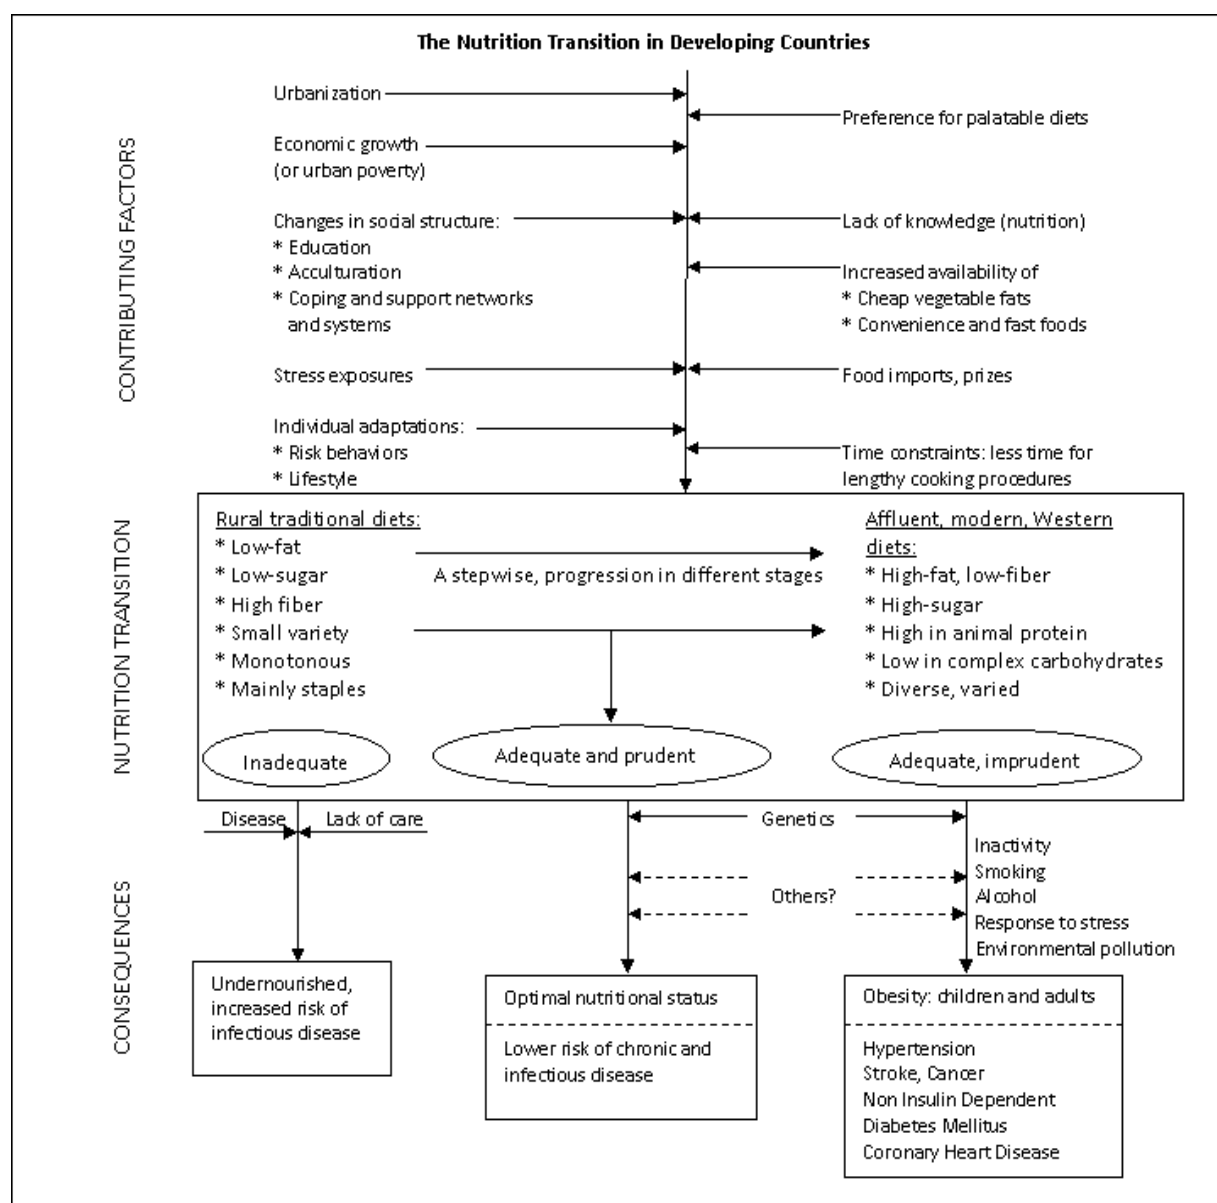 The Nutrition Transition in Developing Countries
CONTRIBUTING FACTORS
Urbanization
Preference for palatable diets
Economic growth
(or urban poverty)
Changes in social structure:
* Education
* Acculturation
* Coping and support networks
and systems
Lack of knowledge (nutrition)
Increased availability of
* Cheap vegetable fats
* Convenience and fast foods
Stress exposures
Food imports, prizes
Individual adaptations:
* Risk behaviors
* Lifestyle
Time constraints: less time for
lengthy cooking procedures
NUTRITION TRANSITION
Rural traditional diets:
* Low-fat
* Low-sugar
* High fiber
* Small variety
* Monotonous
* Mainly staples
A stepwise, progression in different stages
Affluent, modern, Western
diets:
* High-fat, low-fiber
* High-sugar
* High in animal protein
* Low in complex carbohydrates
* Diverse, varied
Inadequate
Adequate and prudent
Adequate, imprudent
CONSEQUENCES
Disease
Lack of care
Genetics
Others?
Inactivity
Smoking
Alcohol
Response to stress
Environmental pollution
Undernourished,
increased risk of
infectious disease
Optimal nutritional status
Lower risk of chronic and
infectious disease
Obesity: children and adults
Hypertension
Stroke, Cancer
Non Insulin Dependent
Diabetes Mellitus
Coronary Heart Disease